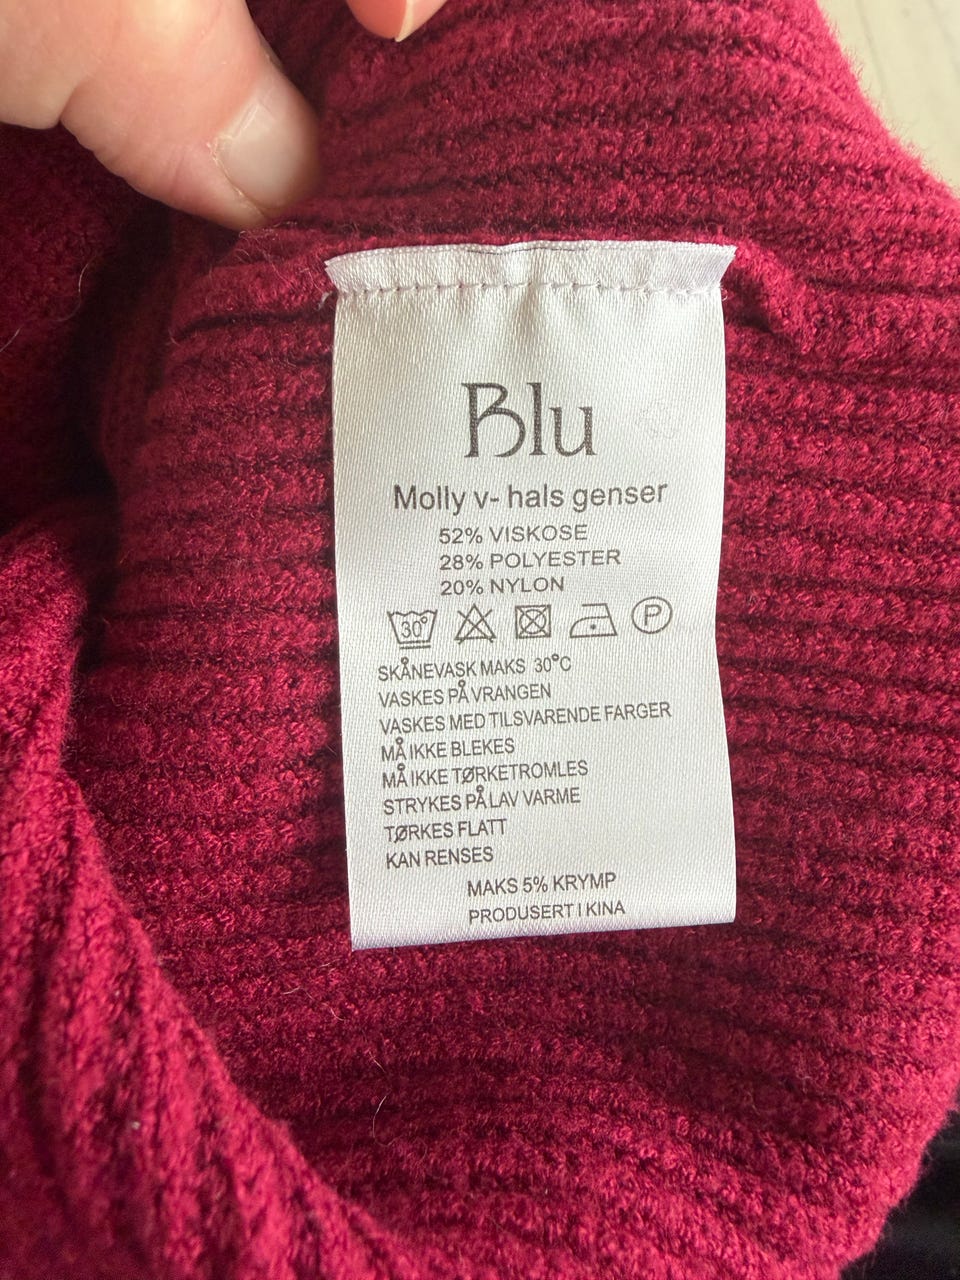 Blu
Molly v- hals genser
52% VISKOSE
28% POLYESTER
20% NYLON
30° P
SKÅNEVASK MAKS 30°C
VASKES PÅ VRANGEN
VASKES MED TILSVARENDE FARGER
MÅ IKKE BLEKES
MÅ IKKE TØRKETROMLES
STRYKES PÅ LAV VARME
TØRKES FLATT
KAN RENSES
MAKS 5% KRYMP
PRODUSERT I KINA